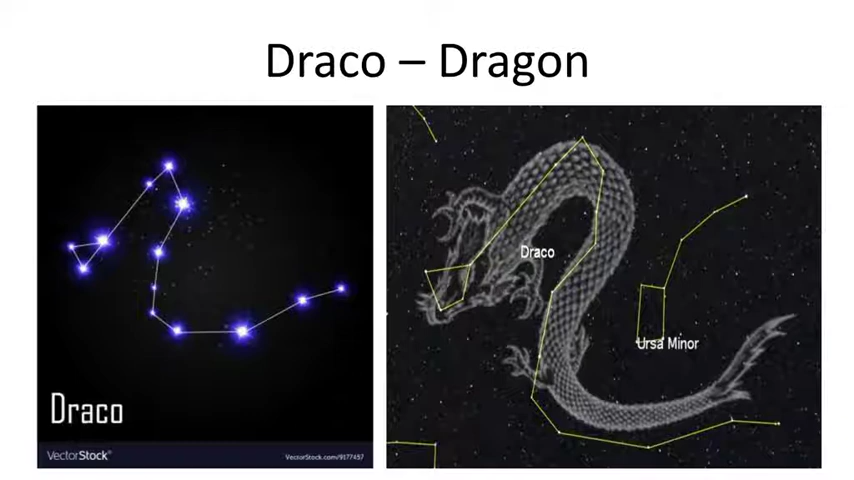 Draco – Dragon
Draco
VectorStock®
VectorStock.com/9177457
Draco
Ursa Minor